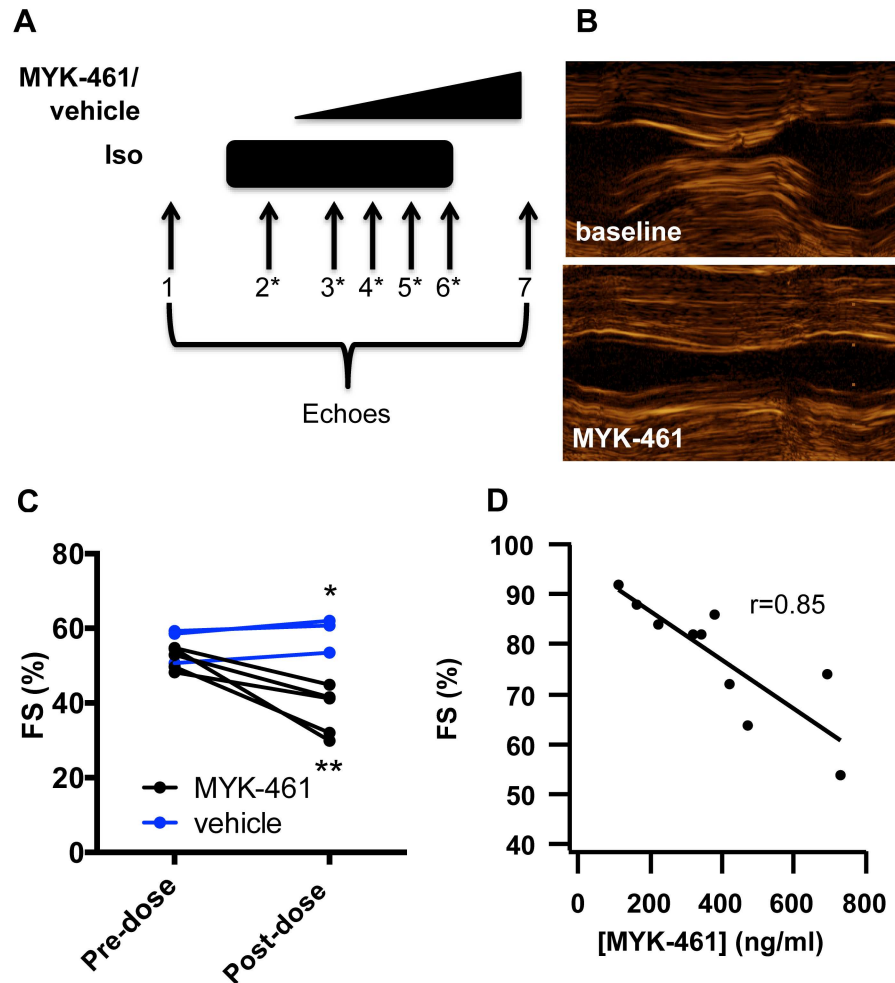 A
MYK-461/
vehicle
Iso
1 2* 3* 4* 5* 6* 7
Echoes
B
baseline
MYK-461
C
80
60
40
20
0
FS (%)
*
**
MYK-461
vehicle
Pre-dose
Post-dose
D
100
90
80
70
60
50
40
FS (%)
r=0.85
0 200 400 600 800
[MYK-461] (ng/ml)